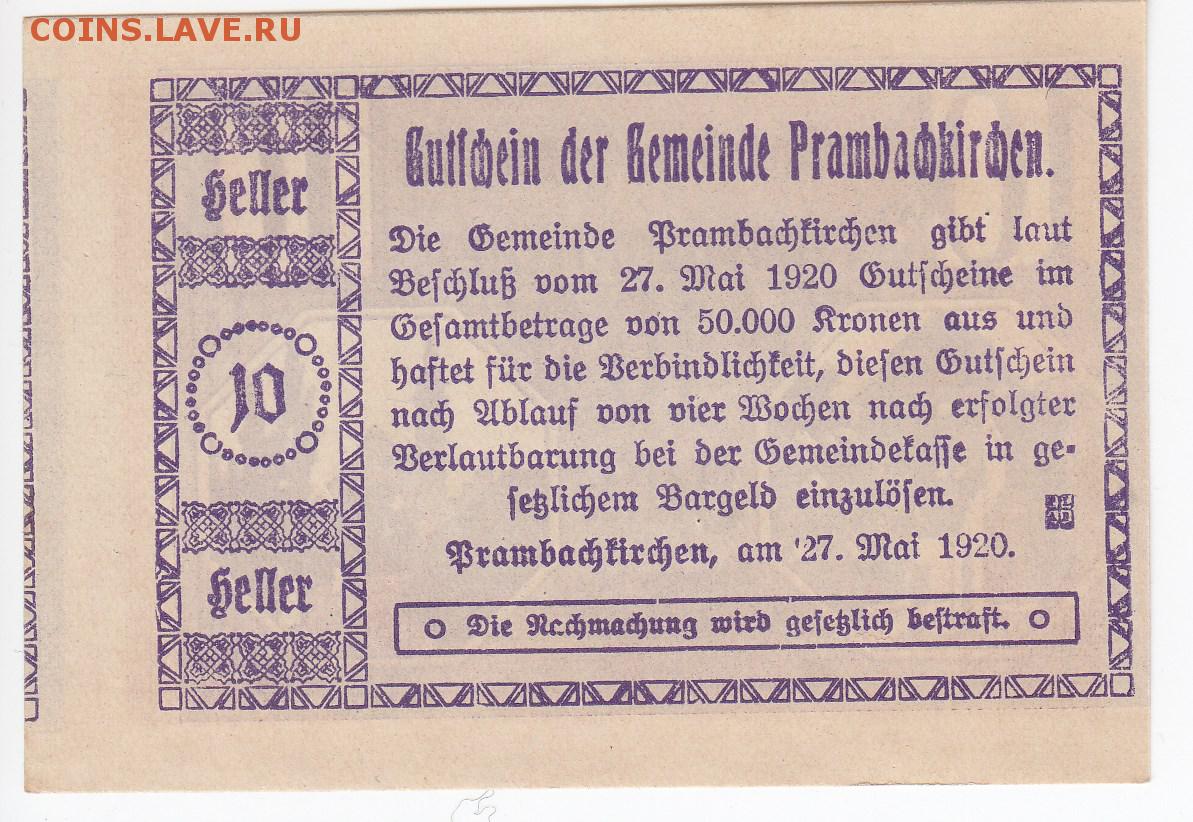 COINS.LAVE.RU
Heller
10
Heller
Gutschein der Gemeinde Prambachkirchen.
Die Gemeinde Prambachkirchen gibt laut
Beschluß vom 27. Mai 1920 Gutscheine im
Gesamtbetrage von 50.000 Kronen aus und
haftet für die Verbindlichkeit, diesen Gutschein
nach Ablauf von vier Wochen nach erfolgter
Verlautbarung bei der Gemeindekasse in ge-
setzlichem Bargeld einzulösen.
Prambachkirchen, am 27. Mai 1920.
Die Nachmachung wird gesetzlich bestraft.